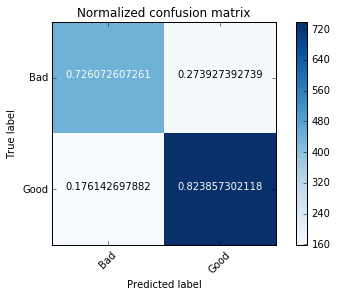 Normalized confusion matrix
True label
Bad
0.726072607261
0.273927392739
Good
0.176142697882
0.823857302118
Bad
Good
Predicted label
720
640
560
480
400
320
240
160